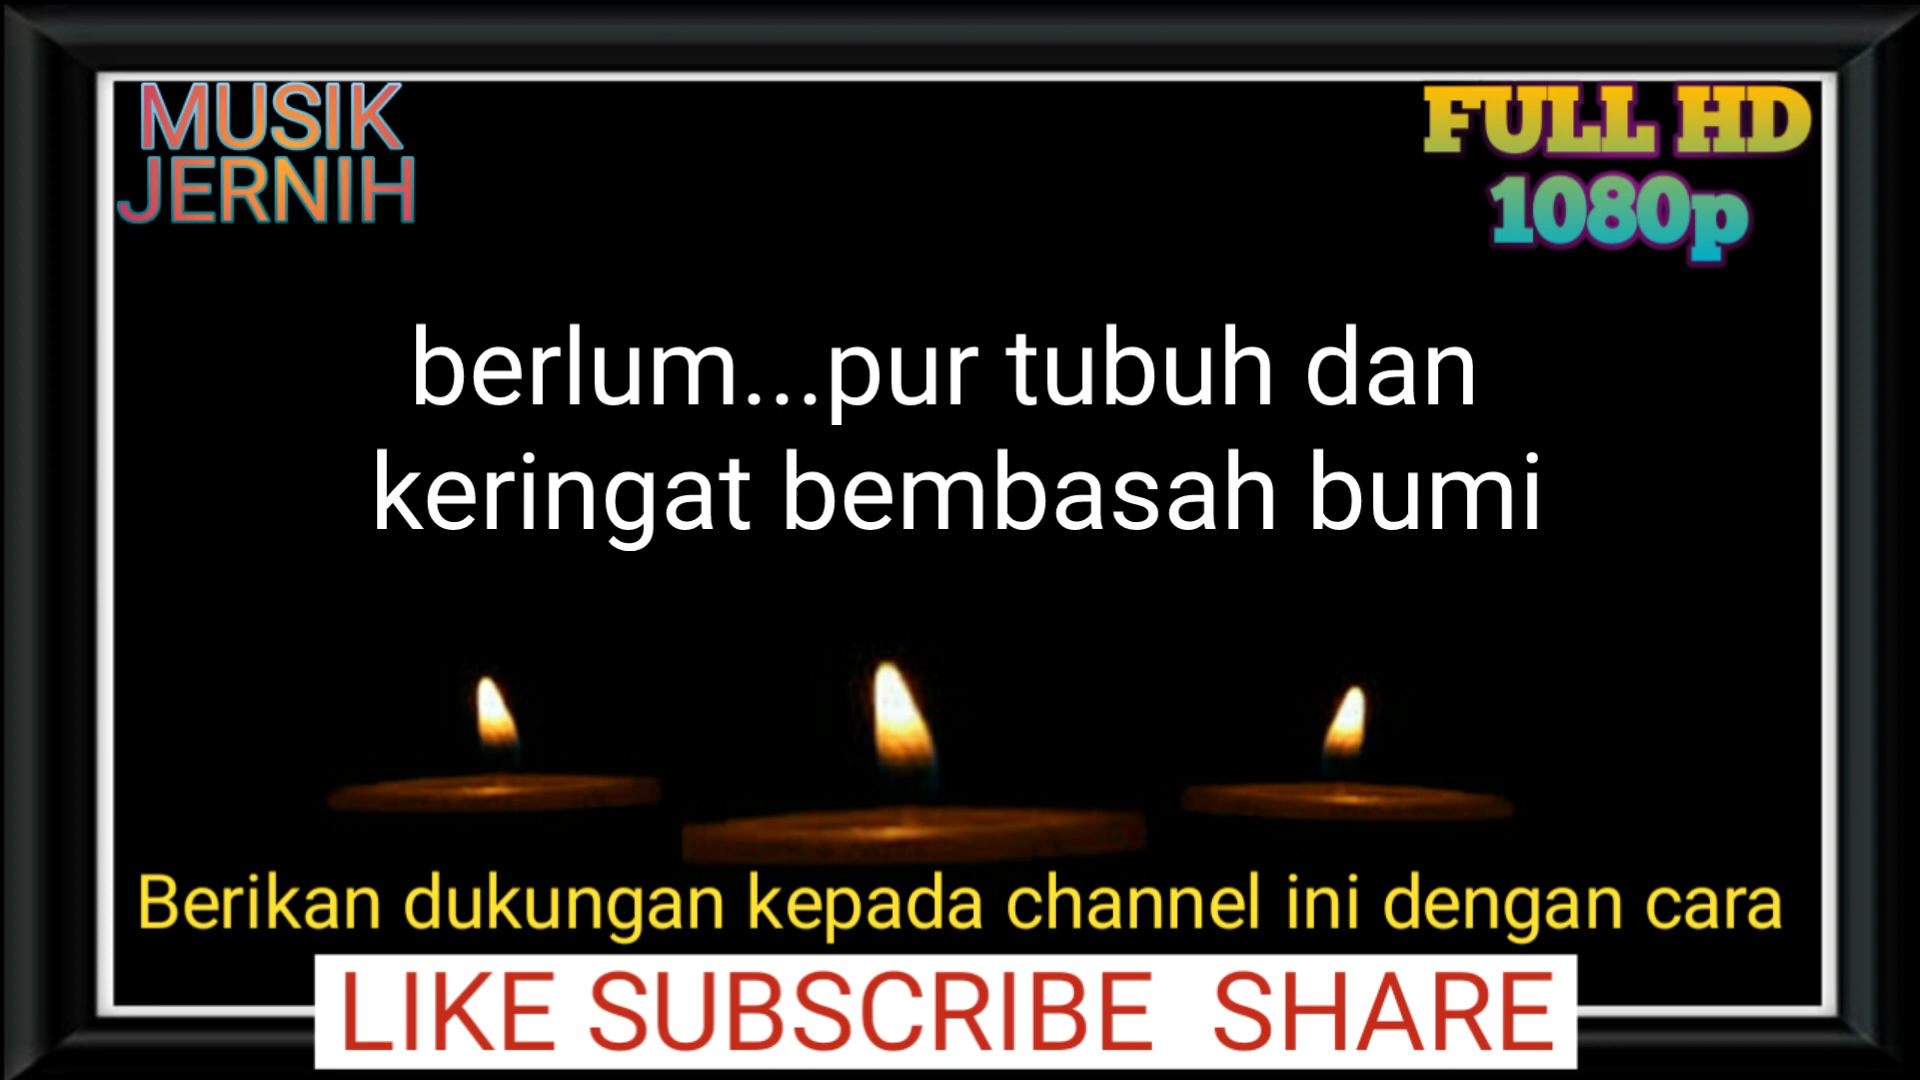 MUSIK
JERNIH
FULL HD
1080p
berlum...pur tubuh dan
keringat bembasah bumi
Berikan dukungan kepada channel ini dengan cara
LIKE SUBSCRIBE SHARE